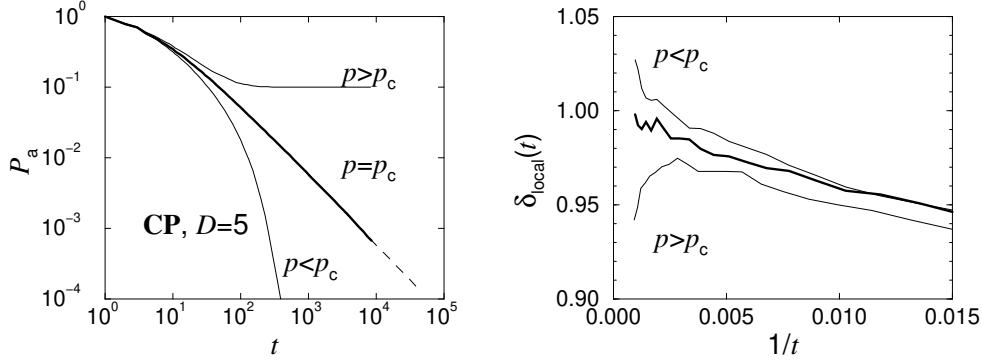 10^0
10^-1
10^-2
10^-3
10^-4
P_a
p>p_c
p=p_c
CP, D=5
p<p_c
10^0 10^1 10^2 10^3 10^4 10^5
t
1.05
1.00
0.95
0.90
δ_local(t)
p<p_c
p>p_c
0.000 0.005 0.010 0.015
1/t